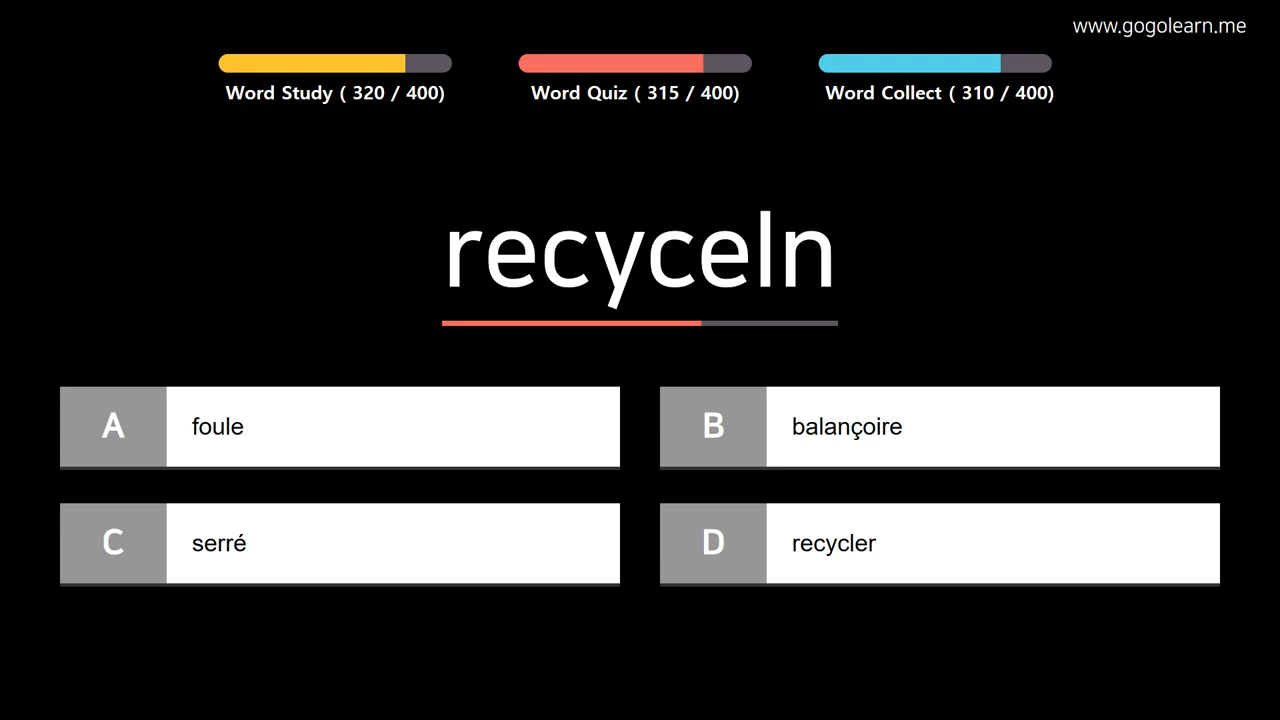 www.gogolearn.me
Word Study ( 320 / 400)
Word Quiz ( 315 / 400)
Word Collect ( 310 / 400)
recyceln
A foule
B balançoire
C serré
D recycler